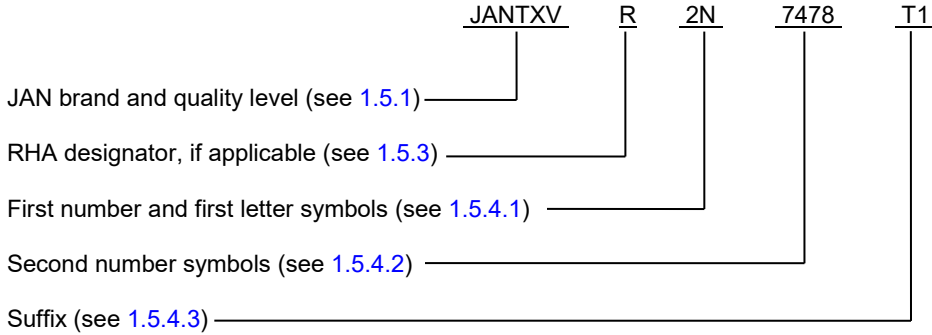 JANTXV R 2N 7478 T1
JAN brand and quality level (see 1.5.1)
RHA designator, if applicable (see 1.5.3)
First number and first letter symbols (see 1.5.4.1)
Second number symbols (see 1.5.4.2)
Suffix (see 1.5.4.3)